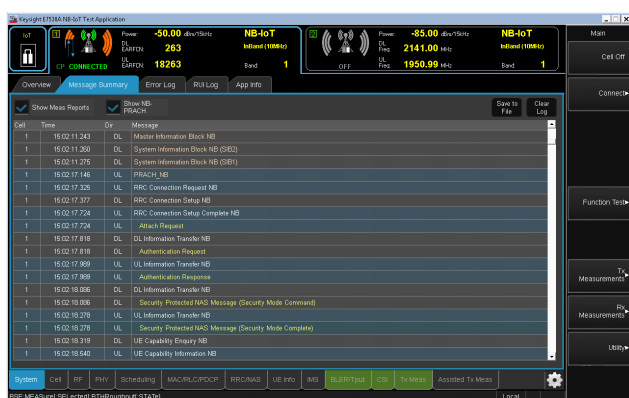 Keysight E7530A NB-IoT Test Application
IoT
CP: CONNECTED
1
Power: -50.00 dBm/15kHz NB-IoT
DL EARFCN: 263 InBand (10MHz)
UL EARFCN: 18263 Band: 1
2
OFF
Power: -85.00 dBm/15kHz NB-IoT
DL Freq: 2141.00 MHz InBand (10MHz)
UL Freq: 1950.99 MHz Band: 1
Main
Cell Off
Connect
Function Test
Tx Measurements
Rx Measurements
Utility
Overview Message Summary Error Log RUI Log App Info
Show Meas Reports Show NB-PRACH Save to File Clear Log
Cell Time Dir Message
1 15:02:11.243 DL Master Information Block NB
1 15:02:11.260 DL System Information Block NB (SIB2)
1 15:02:11.275 DL System Information Block NB (SIB1)
1 15:02:17.146 UL PRACH_NB
1 15:02:17.325 UL RRC Connection Request NB
1 15:02:17.377 DL RRC Connection Setup NB
1 15:02:17.724 UL RRC Connection Setup Complete NB
1 15:02:17.724 UL Attach Request
1 15:02:17.818 DL DL Information Transfer NB
1 15:02:17.818 DL Authentication Request
1 15:02:17.989 UL UL Information Transfer NB
1 15:02:17.989 UL Authentication Response
1 15:02:18.086 DL DL Information Transfer NB
1 15:02:18.086 DL Security Protected NAS Message (Security Mode Command)
1 15:02:18.278 UL UL Information Transfer NB
1 15:02:18.278 UL Security Protected NAS Message (Security Mode Complete)
1 15:02:18.319 DL UE Capability Enquiry NB
1 15:02:18.540 UL UE Capability Information NB
System Cell RF PHY Scheduling MAC/RLC/PDCP RRC/NAS UE Info IMS BLER/Tput CSI Tx Meas Assisted Tx Meas
Local